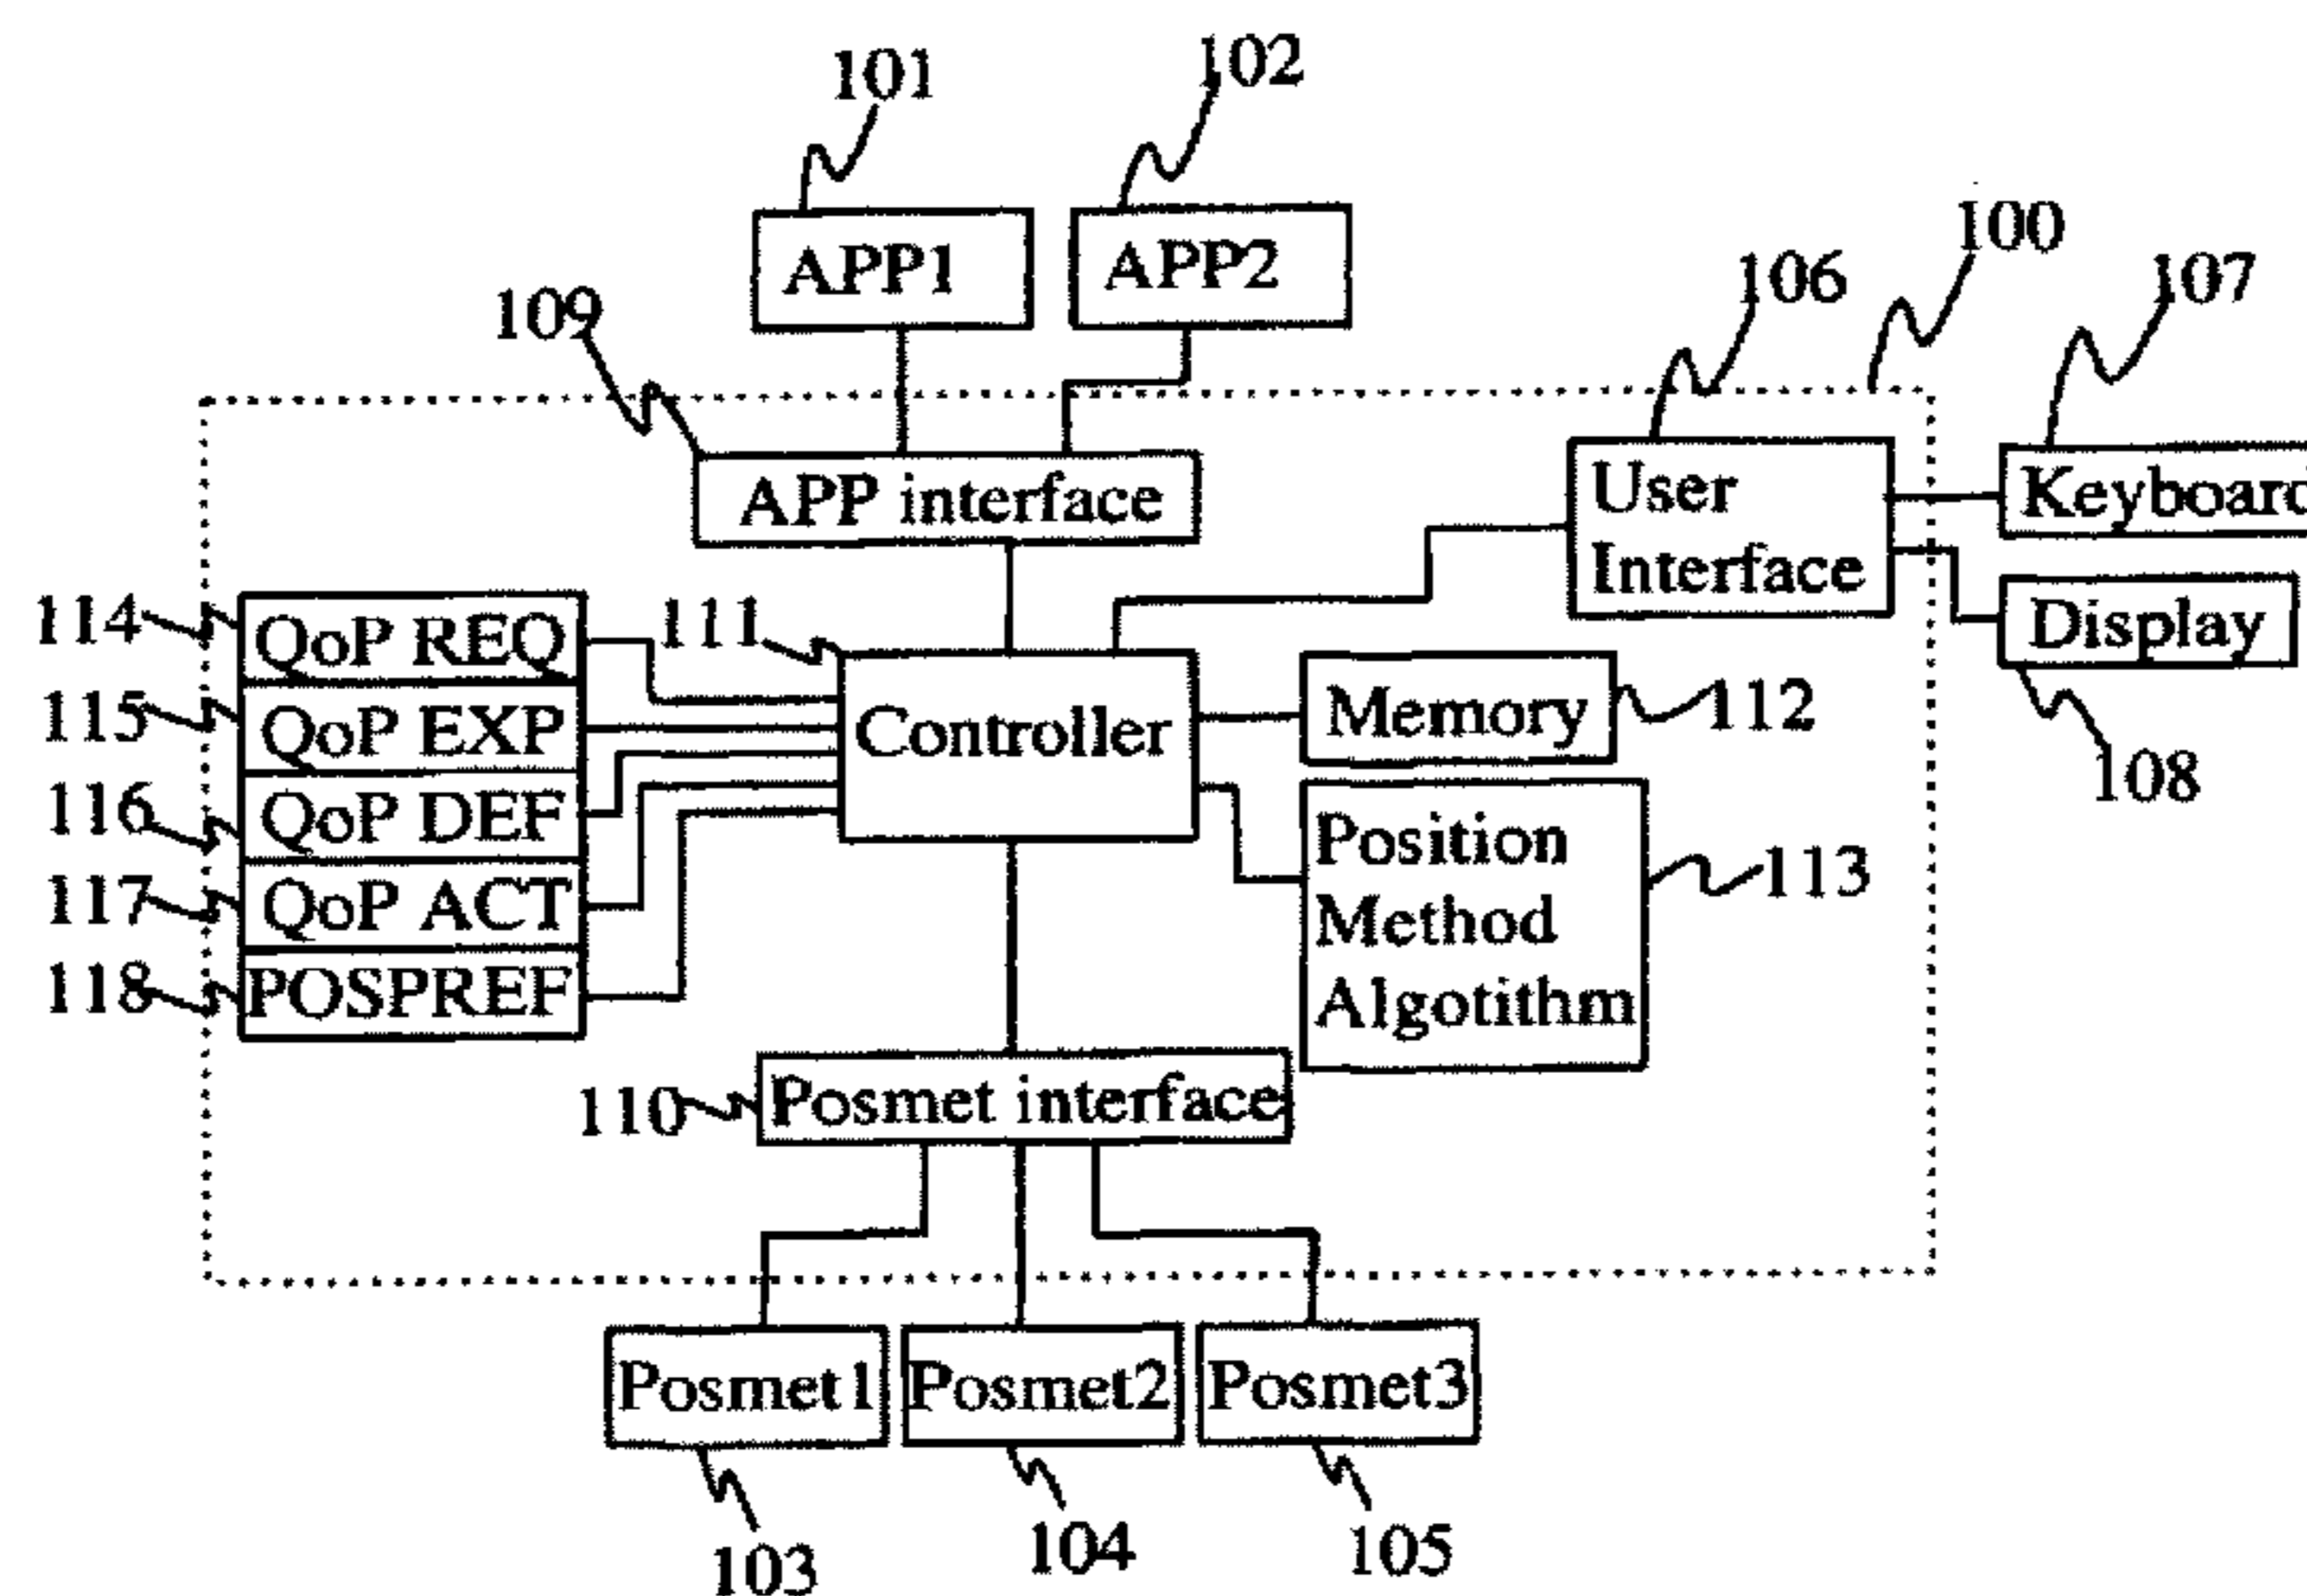 101
102
APP1
APP2
100
106
107
109
APP interface
User
Interface
Keyboard
Display
108
114
QoP REQ
115
QoP EXP
116
QoP DEF
117
QoP ACT
118
POSPREF
111
Controller
Memory
112
Position
Method
Algotithm
113
110
Posmet interface
Posmet1
Posmet2
Posmet3
103
104
105